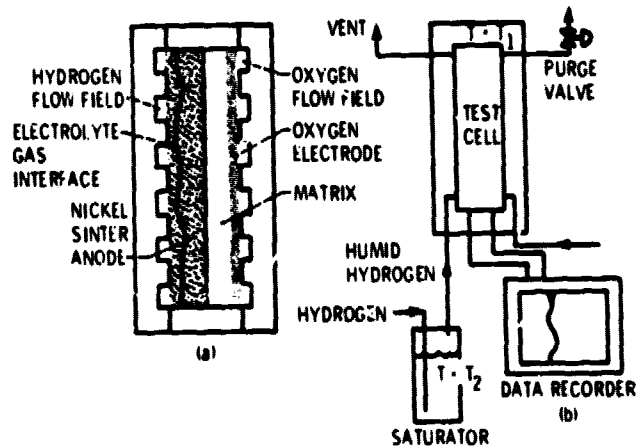 HYDROGEN
FLOW FIELD
ELECTROLYTE
GAS
INTERFACE
NICKEL
SINTER
ANODE
OXYGEN
FLOW FIELD
OXYGEN
ELECTRODE
MATRIX
(a)
VENT
PURGE
VALVE
TEST
CELL
HUMID
HYDROGEN
HYDROGEN
T - T2
SATURATOR
DATA RECORDER
(b)